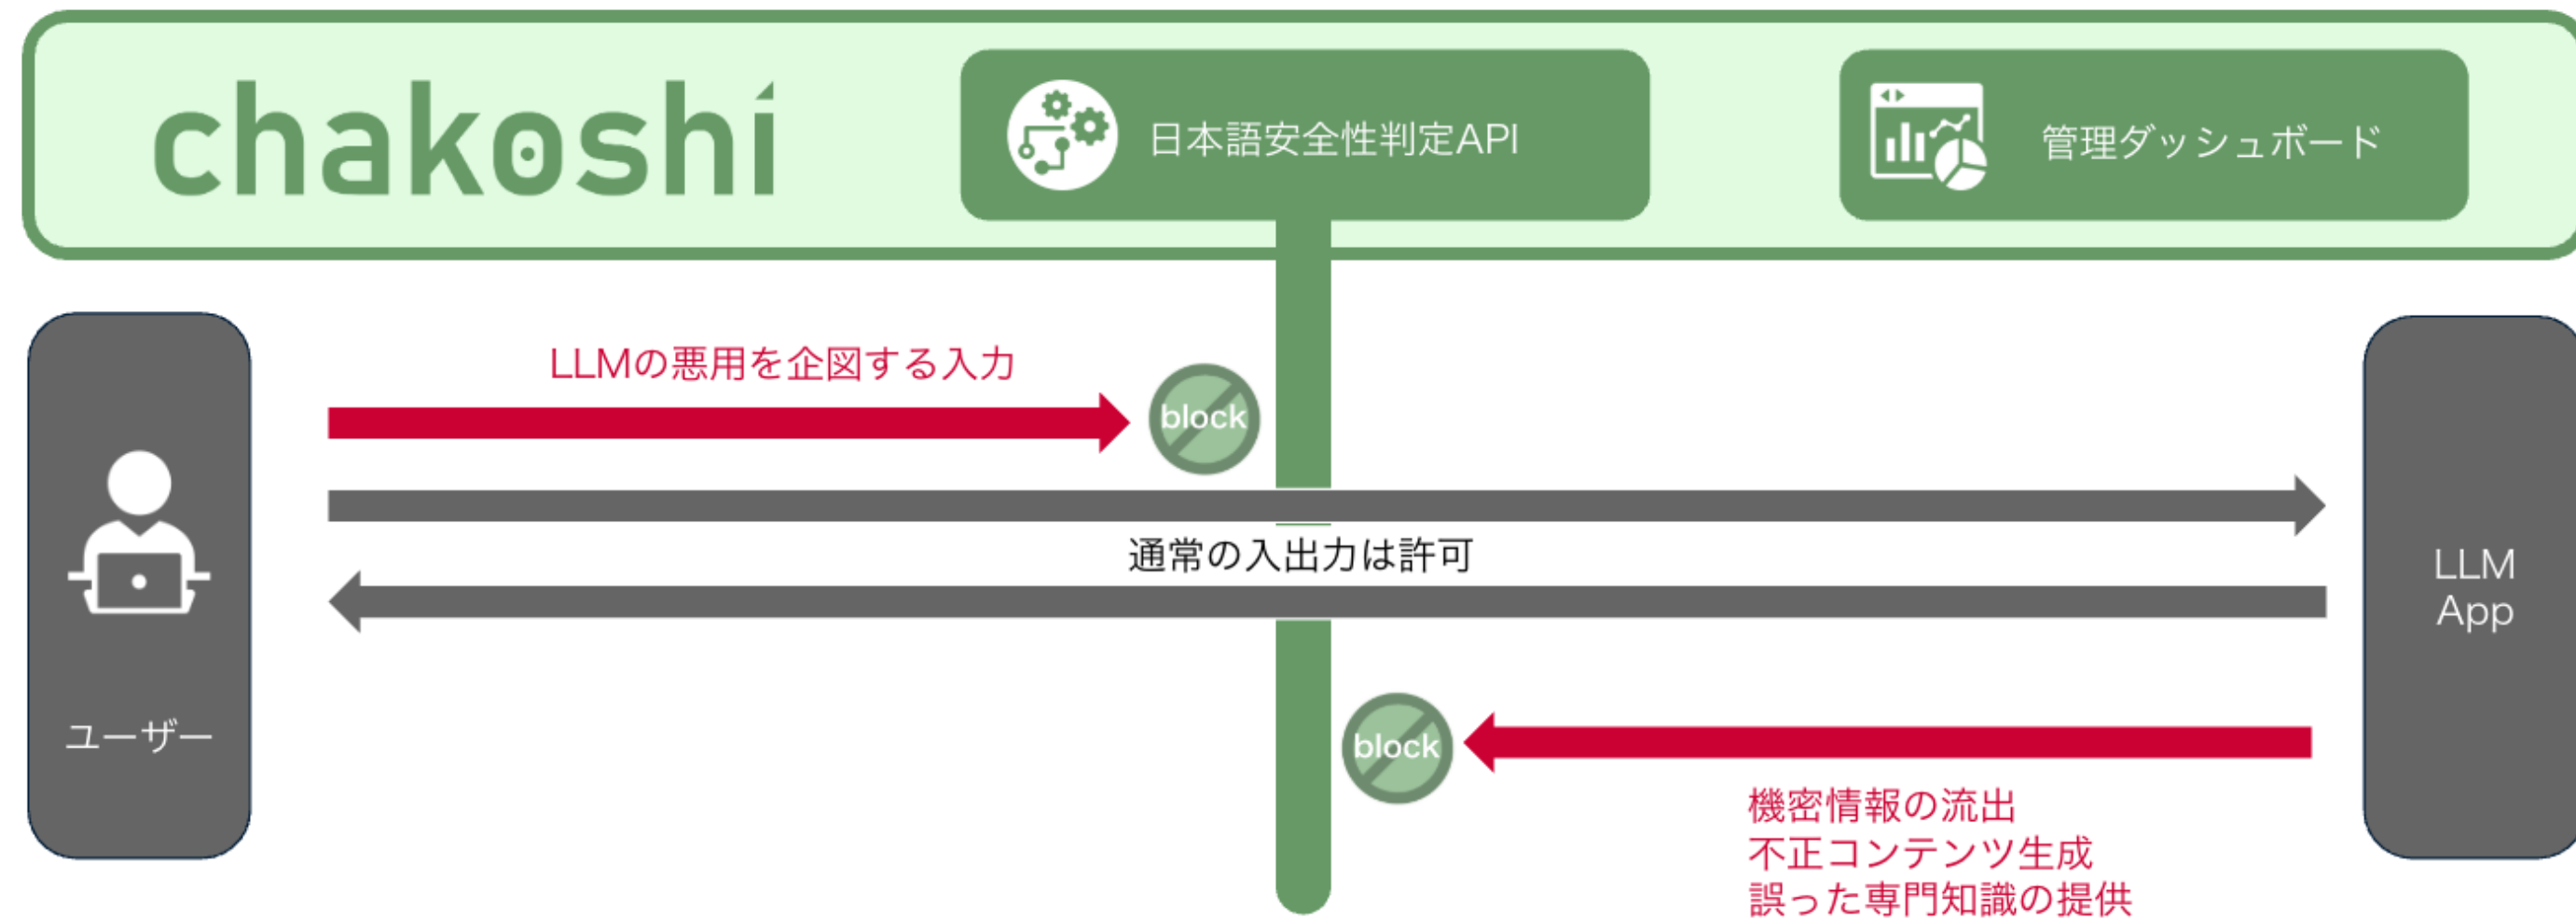 chakoshi
日本語安全性判定API
管理ダッシュボード
LLMの悪用を企図する入力
block
通常の入出力は許可
ユーザー
LLM
App
block
機密情報の流出
不正コンテンツ生成
誤った専門知識の提供